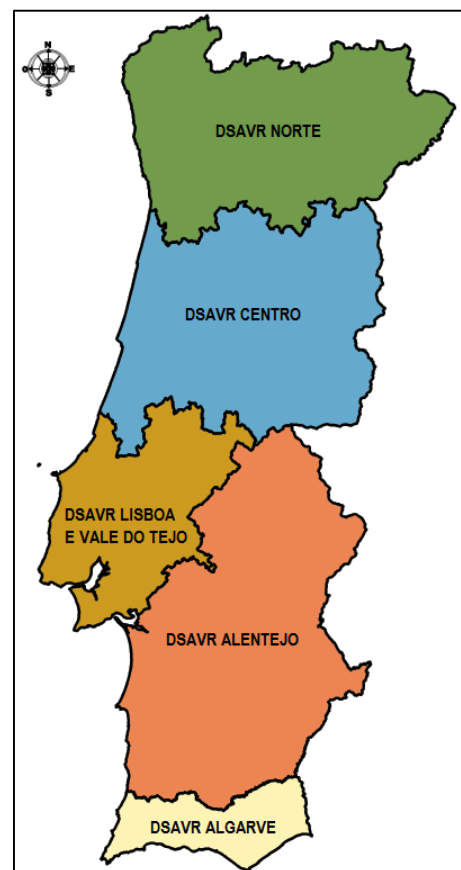 N
O E
S
DSAVR NORTE
DSAVR CENTRO
DSAVR LISBOA
E VALE DO TEJO
DSAVR ALENTEJO
DSAVR ALGARVE